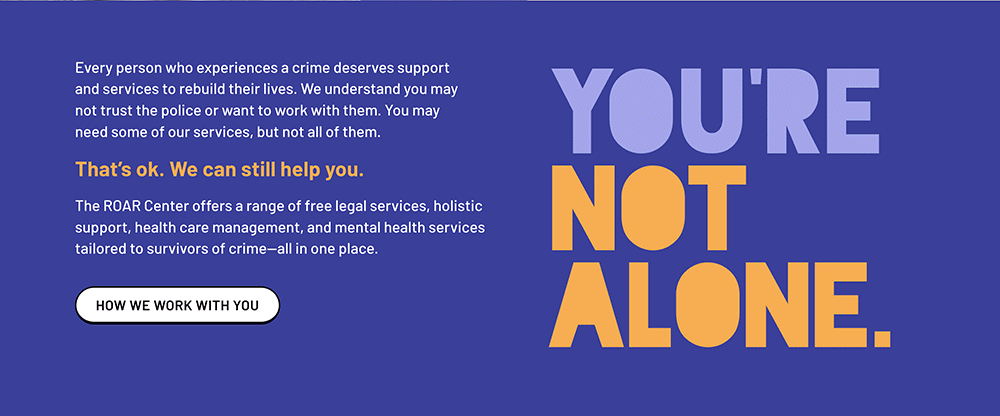 Every person who experiences a crime deserves support
and services to rebuild their lives. We understand you may
not trust the police or want to work with them. You may
need some of our services, but not all of them.
That's ok. We can still help you.
The ROAR Center offers a range of free legal services, holistic
support, health care management, and mental health services
tailored to survivors of crime—all in one place.
HOW WE WORK WITH YOU
YOU'RE
NOT
ALONE.